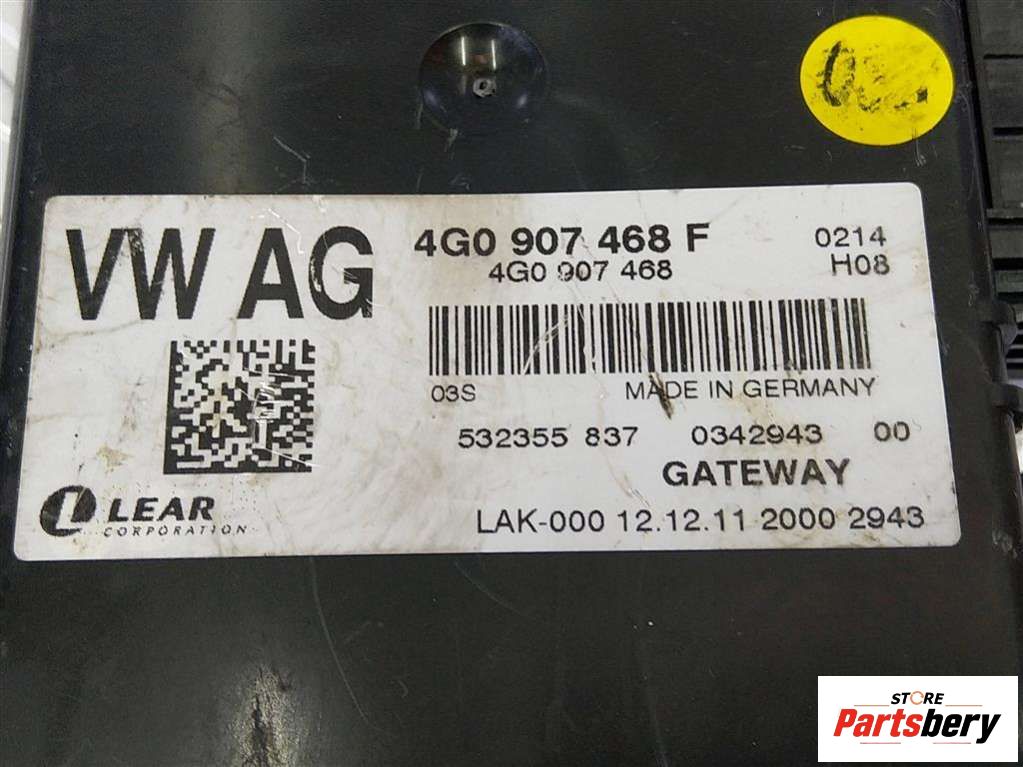 VW AG
4G0 907 468 F
0214
4G0 907 468
H08
03S
MADE IN GERMANY
532355 837 0342943 00
GATEWAY
LEAR
CORPORATION
LAK-000 12.12.11 2000 2943
STORE
Partsbery